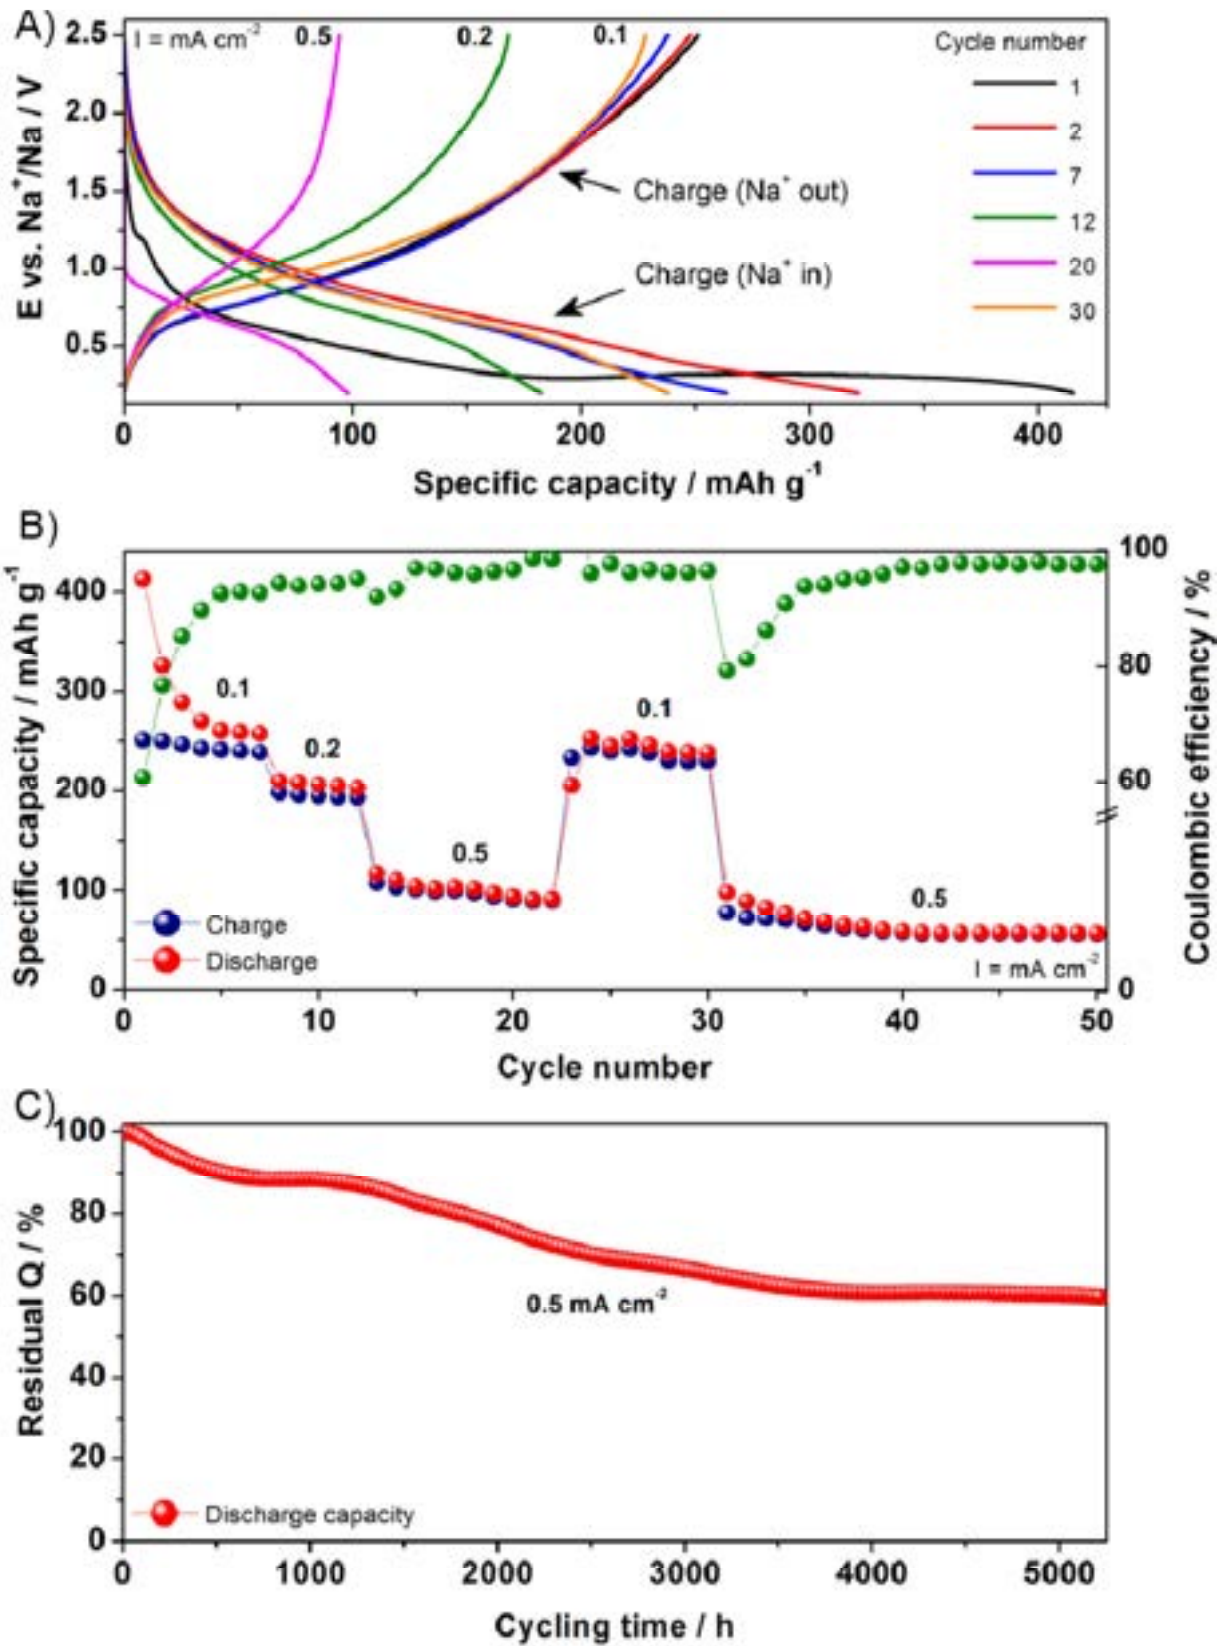 A)
I = mA cm⁻² 0.5 0.2 0.1 Cycle number
2.5
2.0
1.5
1.0
0.5
E vs. Na⁺/Na / V
1
2
7
12
20
30
Charge (Na⁺ out)
Charge (Na⁺ in)
0 100 200 300 400
Specific capacity / mAh g⁻¹
B)
400
300
200
100
0
Specific capacity / mAh g⁻¹
0.1
0.2
0.5
0.1
0.5
Charge
Discharge
I = mA cm⁻²
100
80
60
0
Coulombic efficiency / %
0 10 20 30 40 50
Cycle number
C)
100
80
60
40
20
0
Residual Q / %
0.5 mA cm⁻²
Discharge capacity
0 1000 2000 3000 4000 5000
Cycling time / h